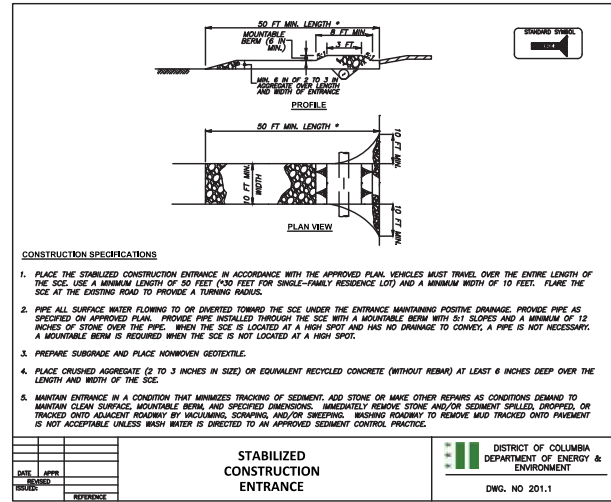 50 FT MIN. LENGTH *
MOUNTABLE
BERM (6 IN
MIN.)
8 FT MIN.
3 FT.
5:1
5:1
MIN. 6 IN OF 2 TO 3 IN
AGGREGATE OVER LENGTH
AND WIDTH OF ENTRANCE
PROFILE
STANDARD SYMBOL
50 FT MIN. LENGTH *
10 FT MIN.
10 FT MIN.
WIDTH
10 FT MIN.
PLAN VIEW
CONSTRUCTION SPECIFICATIONS
1. PLACE THE STABILIZED CONSTRUCTION ENTRANCE IN ACCORDANCE WITH THE APPROVED PLAN. VEHICLES MUST TRAVEL OVER THE ENTIRE LENGTH OF
THE SCE. USE A MINIMUM LENGTH OF 50 FEET (*30 FEET FOR SINGLE-FAMILY RESIDENCE LOT) AND A MINIMUM WIDTH OF 10 FEET. FLARE THE
SCE AT THE EXISTING ROAD TO PROVIDE A TURNING RADIUS.
2. PIPE ALL SURFACE WATER FLOWING TO OR DIVERTED TOWARD THE SCE UNDER THE ENTRANCE MAINTAINING POSITIVE DRAINAGE. PROVIDE PIPE AS
SPECIFIED ON APPROVED PLAN. PROVIDE PIPE INSTALLED THROUGH THE SCE WITH A MOUNTABLE BERM WITH 5:1 SLOPES AND A MINIMUM OF 12
INCHES OF STONE OVER THE PIPE. WHEN THE SCE IS LOCATED AT A HIGH SPOT AND HAS NO DRAINAGE TO CONVEY, A PIPE IS NOT NECESSARY.
A MOUNTABLE BERM IS REQUIRED WHEN THE SCE IS NOT LOCATED AT A HIGH SPOT.
3. PREPARE SUBGRADE AND PLACE NONWOVEN GEOTEXTILE.
4. PLACE CRUSHED AGGREGATE (2 TO 3 INCHES IN SIZE) OR EQUIVALENT RECYCLED CONCRETE (WITHOUT REBAR) AT LEAST 6 INCHES DEEP OVER THE
LENGTH AND WIDTH OF THE SCE.
5. MAINTAIN ENTRANCE IN A CONDITION THAT MINIMIZES TRACKING OF SEDIMENT. ADD STONE OR MAKE OTHER REPAIRS AS CONDITIONS DEMAND TO
MAINTAIN CLEAN SURFACE, MOUNTABLE BERM, AND SPECIFIED DIMENSIONS. IMMEDIATELY REMOVE STONE AND/OR SEDIMENT SPILLED, DROPPED, OR
TRACKED ONTO ADJACENT ROADWAY BY VACUUMING, SCRAPING, AND/OR SWEEPING. WASHING ROADWAY TO REMOVE MUD TRACKED ONTO PAVEMENT
IS NOT ACCEPTABLE UNLESS WASH WATER IS DIRECTED TO AN APPROVED SEDIMENT CONTROL PRACTICE.
DATE APPR
REVISED
ISSUED:
REFERENCE
STABILIZED
CONSTRUCTION
ENTRANCE
DISTRICT OF COLUMBIA
DEPARTMENT OF ENERGY &
ENVIRONMENT
DWG. NO 201.1